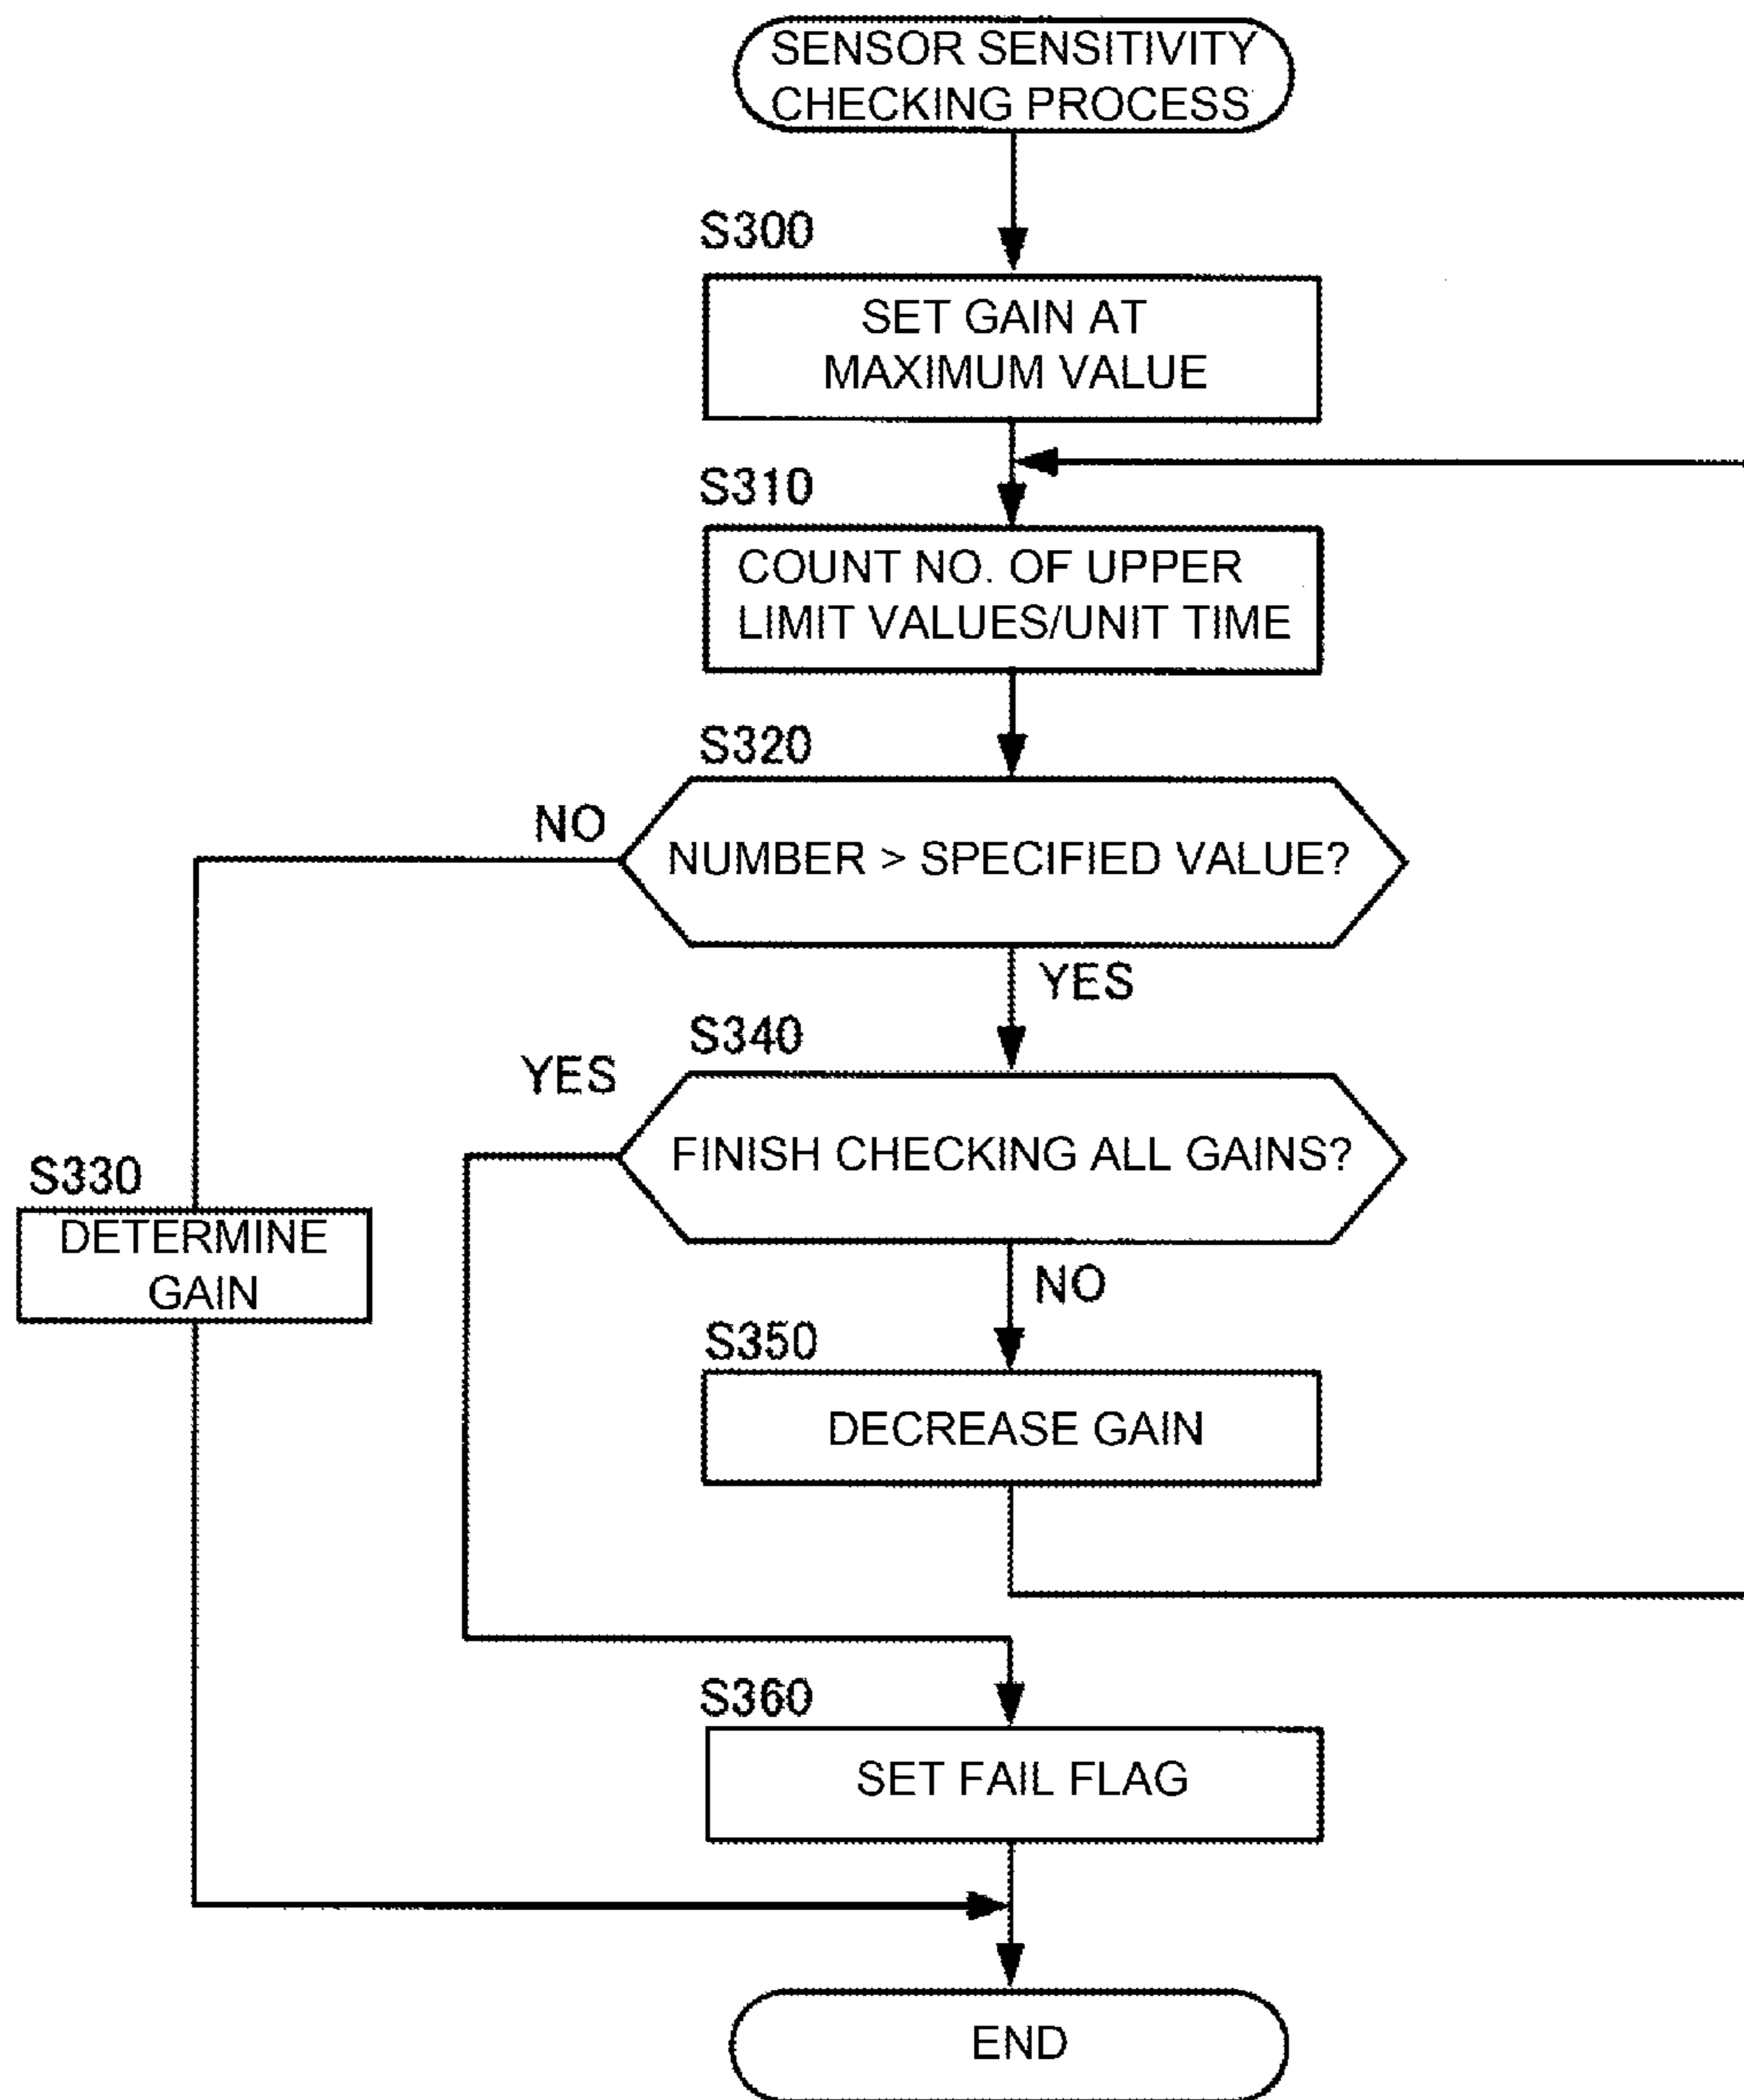 SENSOR SENSITIVITY
CHECKING PROCESS
S300
SET GAIN AT
MAXIMUM VALUE
S310
COUNT NO. OF UPPER
LIMIT VALUES/UNIT TIME
S320
NO
NUMBER > SPECIFIED VALUE?
YES
S340
YES
FINISH CHECKING ALL GAINS?
S330
DETERMINE
GAIN
NO
S350
DECREASE GAIN
S360
SET FAIL FLAG
END